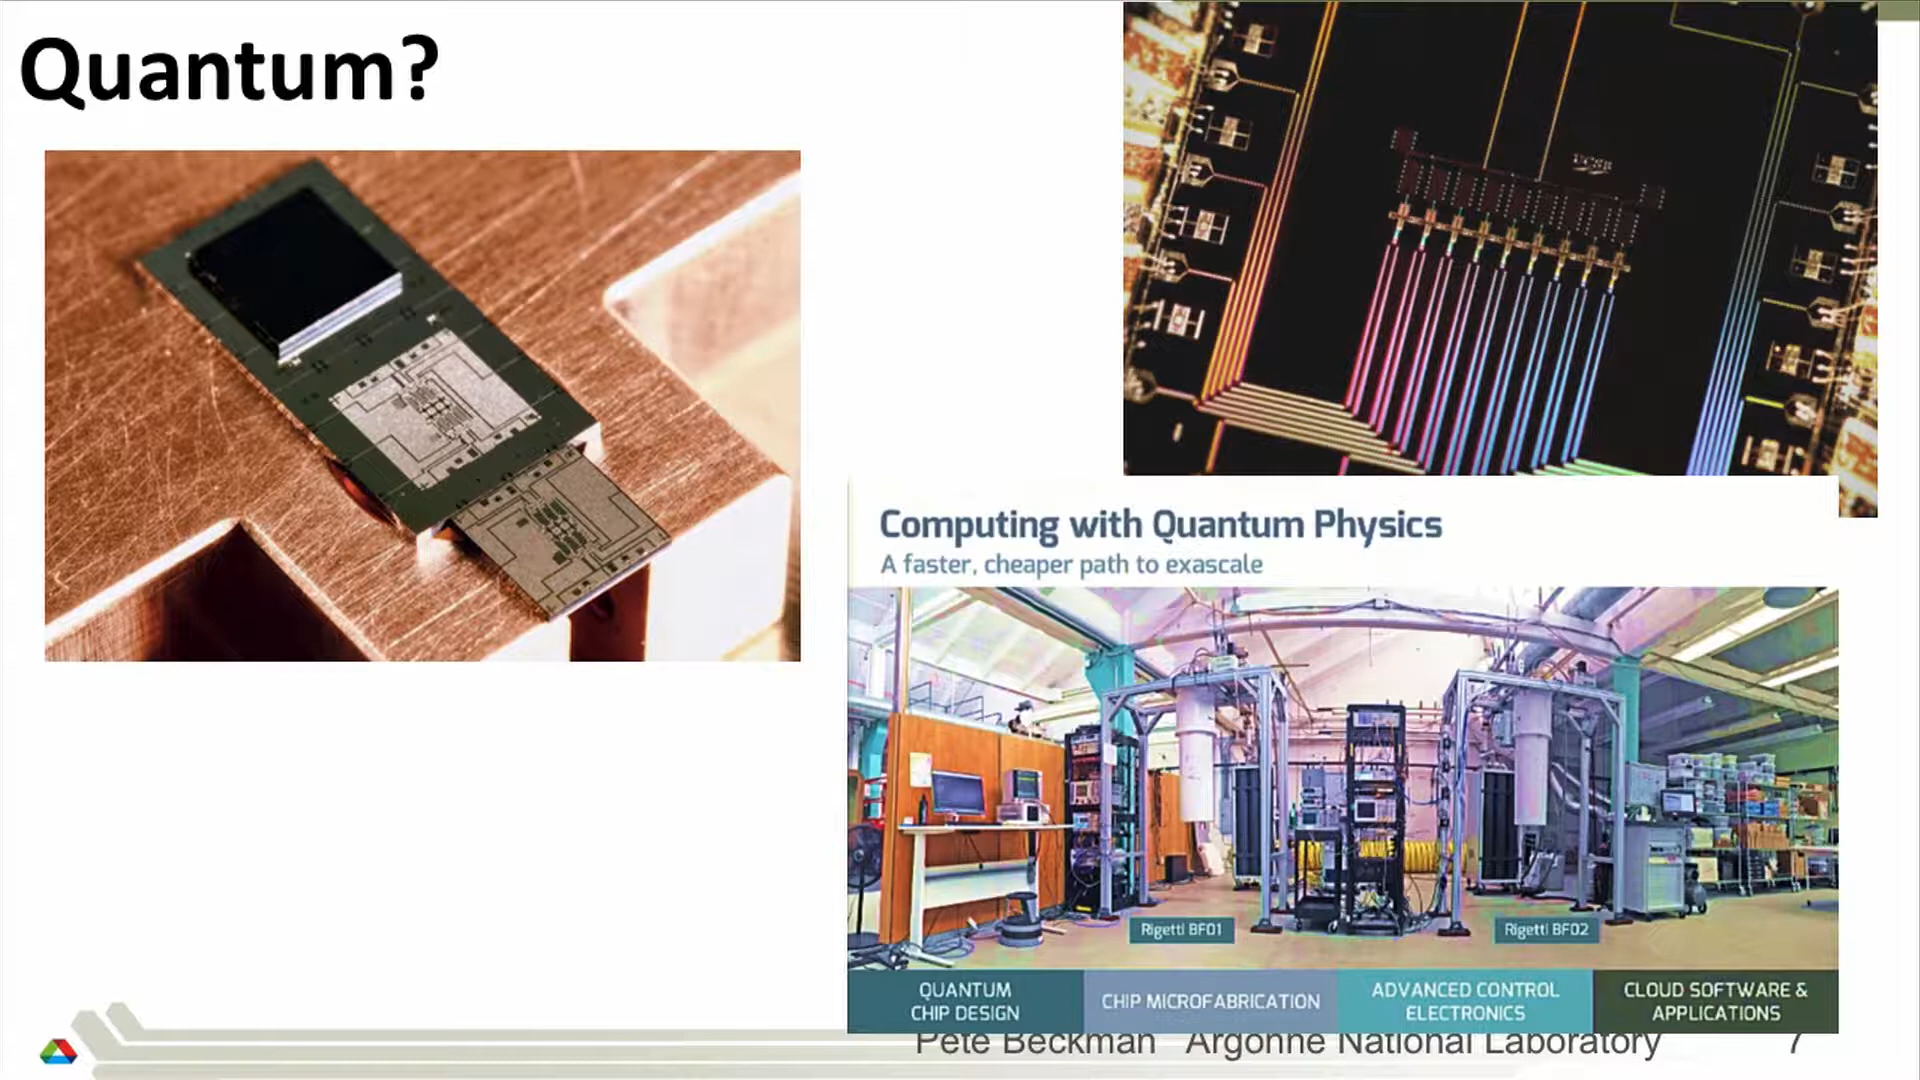 Quantum?
UCSB
Computing with Quantum Physics
A faster, cheaper path to exascale
Rigetti BF01
Rigetti BF02
QUANTUM
CHIP DESIGN
CHIP MICROFABRICATION
ADVANCED CONTROL
ELECTRONICS
CLOUD SOFTWARE &
APPLICATIONS
Pete Beckman Argonne National Laboratory 7